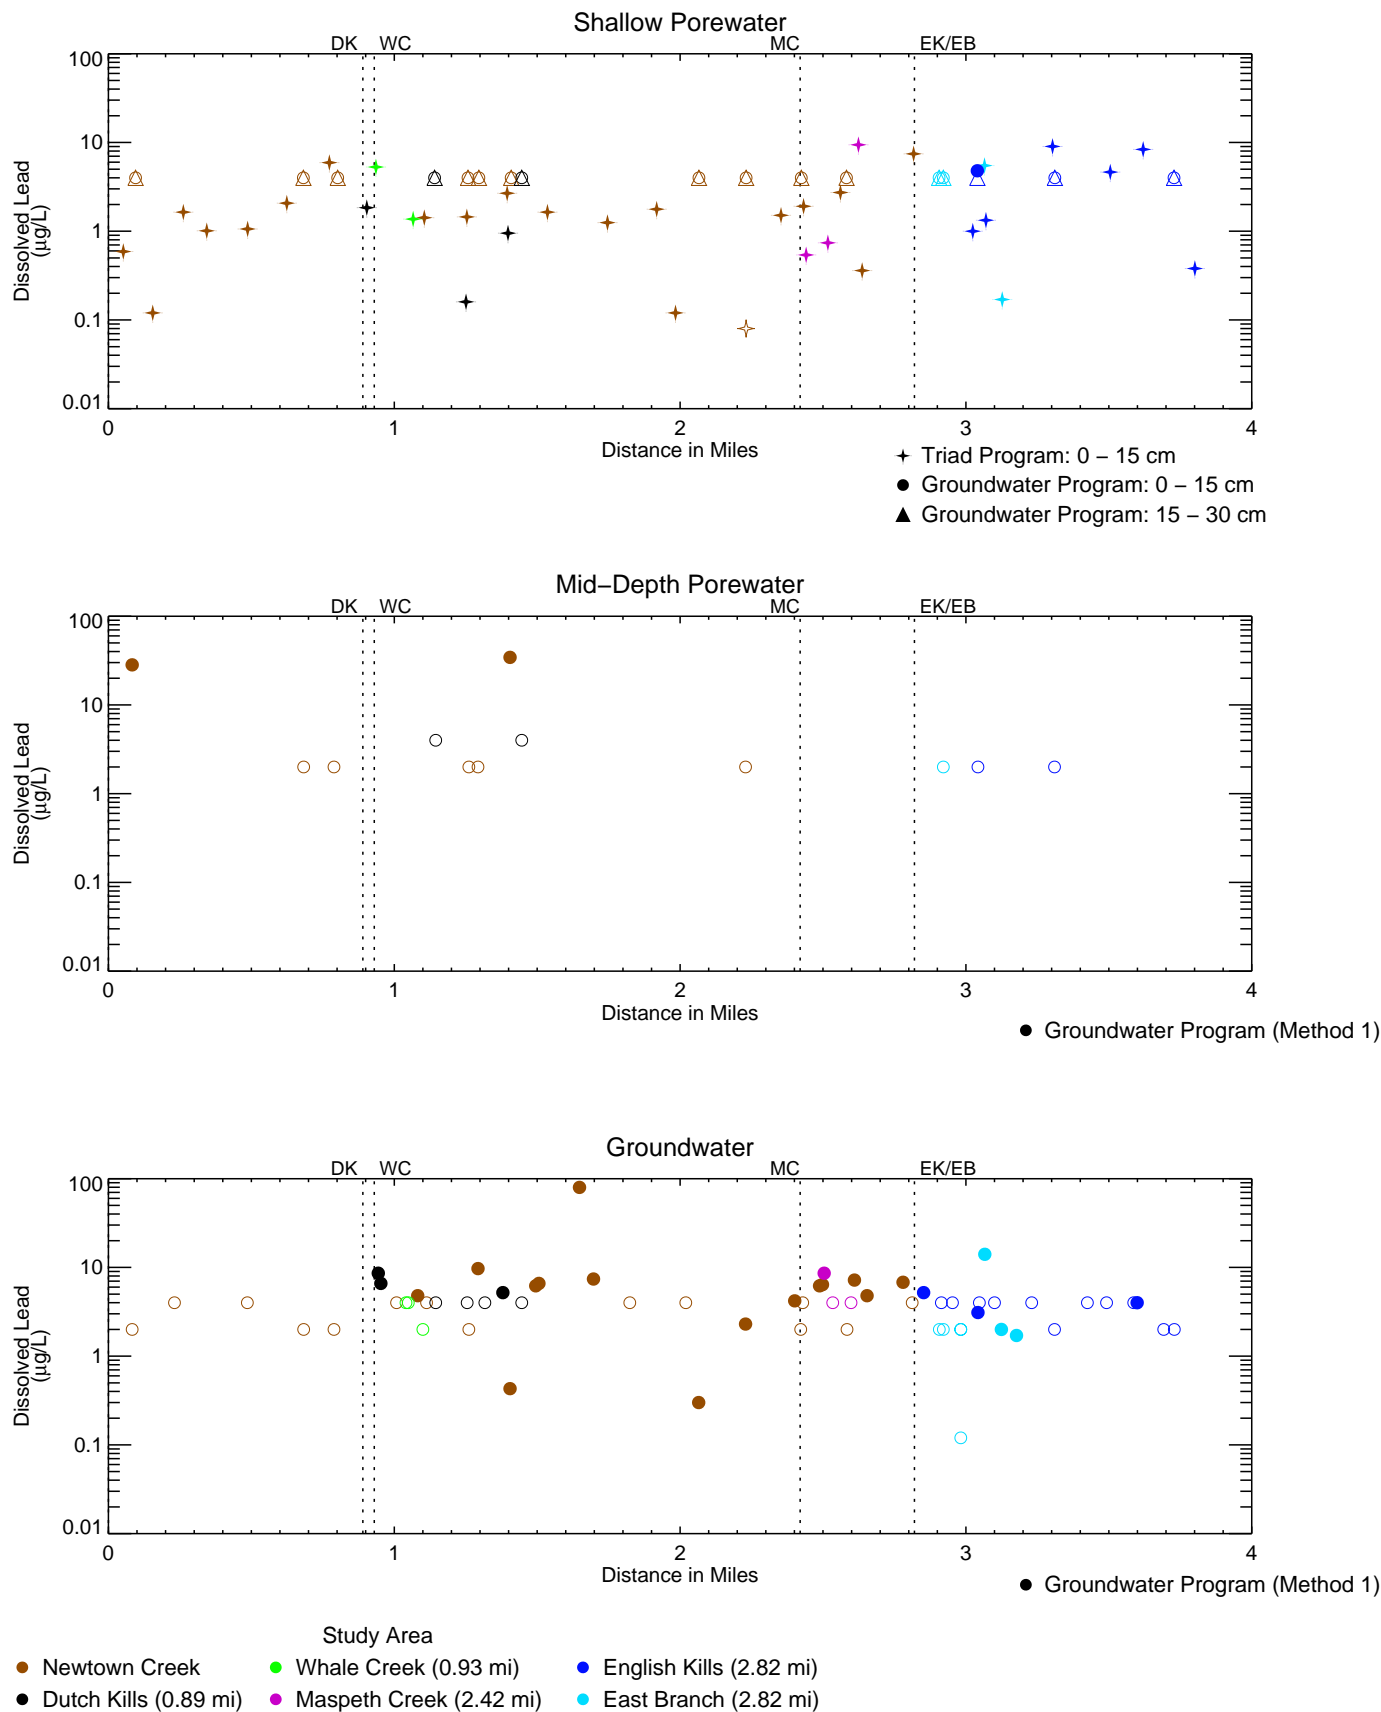 Shallow Porewater
DK WC MC EK/EB
100
10
1
0.1
0.01
Dissolved Lead
(µg/L)
0 1 2 3 4
Distance in Miles
Triad Program: 0 – 15 cm
Groundwater Program: 0 – 15 cm
Groundwater Program: 15 – 30 cm
Mid–Depth Porewater
DK WC MC EK/EB
100
10
1
0.1
0.01
Dissolved Lead
(µg/L)
0 1 2 3 4
Distance in Miles
Groundwater Program (Method 1)
Groundwater
DK WC MC EK/EB
100
10
1
0.1
0.01
Dissolved Lead
(µg/L)
0 1 2 3 4
Distance in Miles
Groundwater Program (Method 1)
Study Area
Newtown Creek Whale Creek (0.93 mi) English Kills (2.82 mi)
Dutch Kills (0.89 mi) Maspeth Creek (2.42 mi) East Branch (2.82 mi)